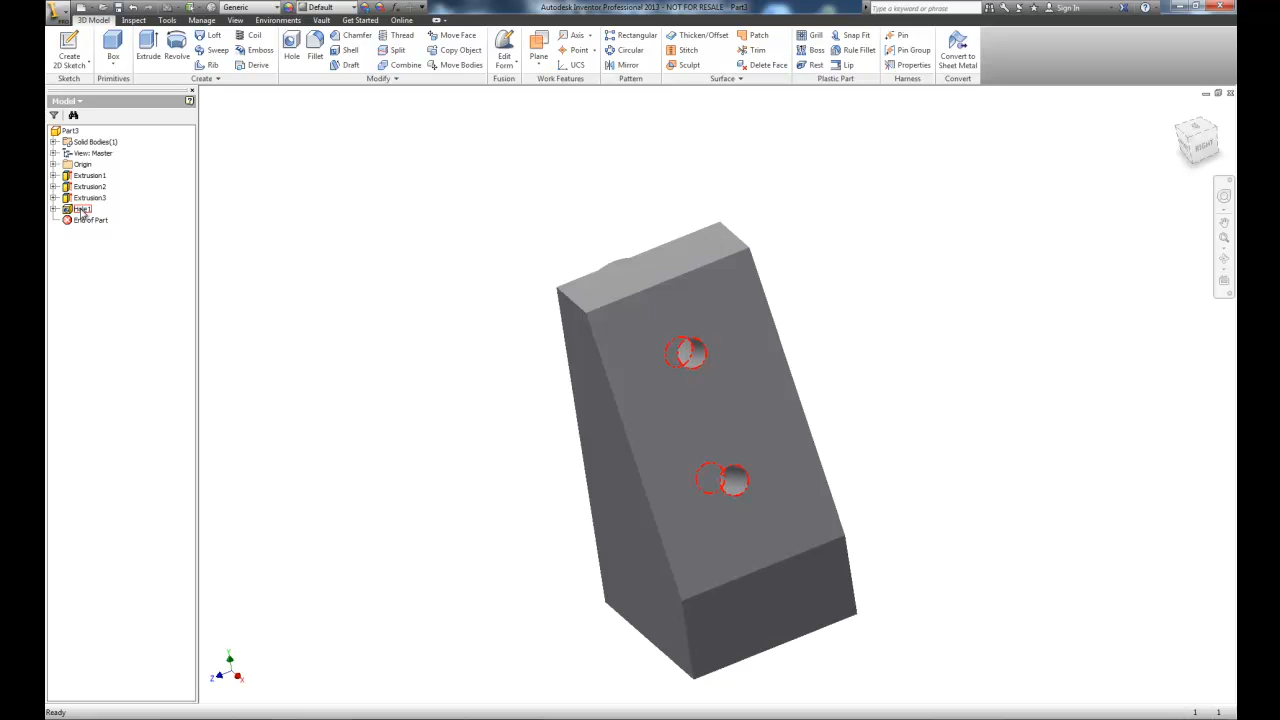 Generic Default Autodesk Inventor Professional 2013 - NOT FOR RESALE - Part3 Type a keyword or phrase Sign In
PRO 3D Model Inspect Tools Manage View Environments Vault Get Started Online
Create 2D Sketch Box Extrude Revolve Loft Coil Hole Fillet Chamfer Thread Move Face Edit Form Plane Axis Rectangular Thicken/Offset Patch Grill Snap Fit Pin Convert to Sheet Metal
Sweep Emboss Shell Split Copy Object Point Circular Stitch Trim Boss Rule Fillet Pin Group
Rib Derive Draft Combine Move Bodies UCS Mirror Sculpt Delete Face Rest Lip Properties
Sketch Primitives Create Modify Fusion Work Features Pattern Surface Plastic Part Harness Convert
Model
Part3
Solid Bodies(1)
View: Master
Origin
Extrusion1
Extrusion2
Extrusion3
Hole1
End of Part
RIGHT
Y
Z X
Ready 1 1